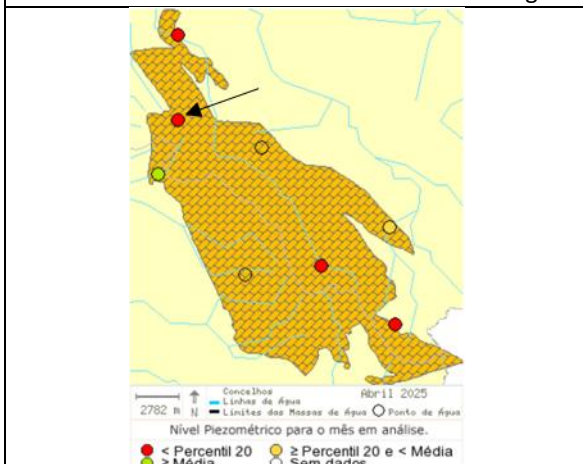 Concelhos
Abril 2025
Linhas de Água
2782 m N Limites das Massas de Água Ponto de Água
Nível Piezométrico para o mês em análise.
< Percentil 20 ≥ Percentil 20 e < Média
≥ Média Sem dados